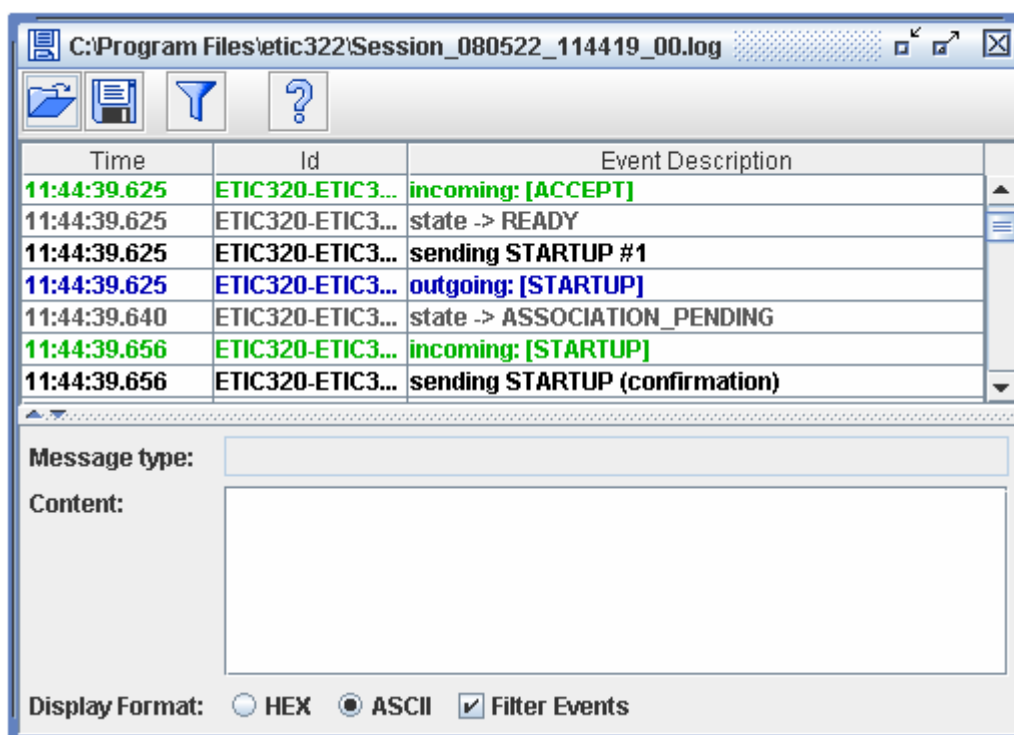 C:\Program Files\etic322\Session_080522_114419_00.log
Time Id Event Description
11:44:39.625 ETIC320-ETIC3... incoming: [ACCEPT]
11:44:39.625 ETIC320-ETIC3... state -> READY
11:44:39.625 ETIC320-ETIC3... sending STARTUP #1
11:44:39.625 ETIC320-ETIC3... outgoing: [STARTUP]
11:44:39.640 ETIC320-ETIC3... state -> ASSOCIATION_PENDING
11:44:39.656 ETIC320-ETIC3... incoming: [STARTUP]
11:44:39.656 ETIC320-ETIC3... sending STARTUP (confirmation)
Message type:
Content:
Display Format: HEX ASCII Filter Events